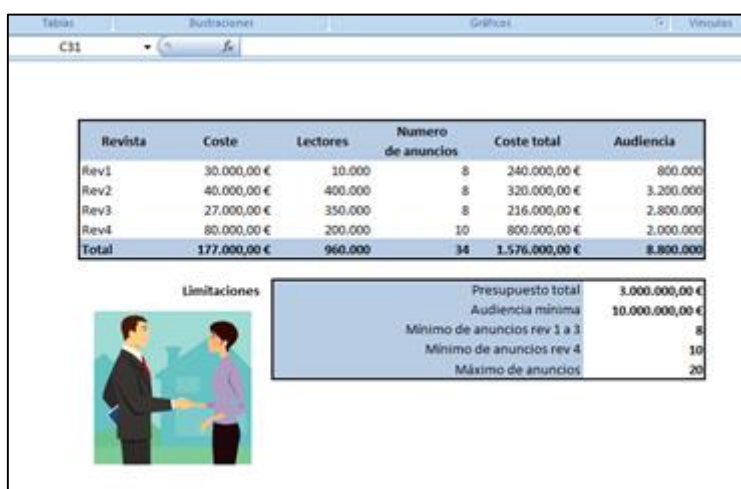 Tablas Ilustraciones Gráficos Vínculos
C31 fx
Revista Coste Lectores Numero de anuncios Coste total Audiencia
Rev1 30.000,00 € 10.000 8 240.000,00 € 800.000
Rev2 40.000,00 € 400.000 8 320.000,00 € 3.200.000
Rev3 27.000,00 € 350.000 8 216.000,00 € 2.800.000
Rev4 80.000,00 € 200.000 10 800.000,00 € 2.000.000
Total 177.000,00 € 960.000 34 1.576.000,00 € 8.800.000
Limitaciones Presupuesto total 3.000.000,00 €
Audiencia mínima 10.000.000,00 €
Mínimo de anuncios rev 1 a 3 8
Mínimo de anuncios rev 4 10
Máximo de anuncios 20